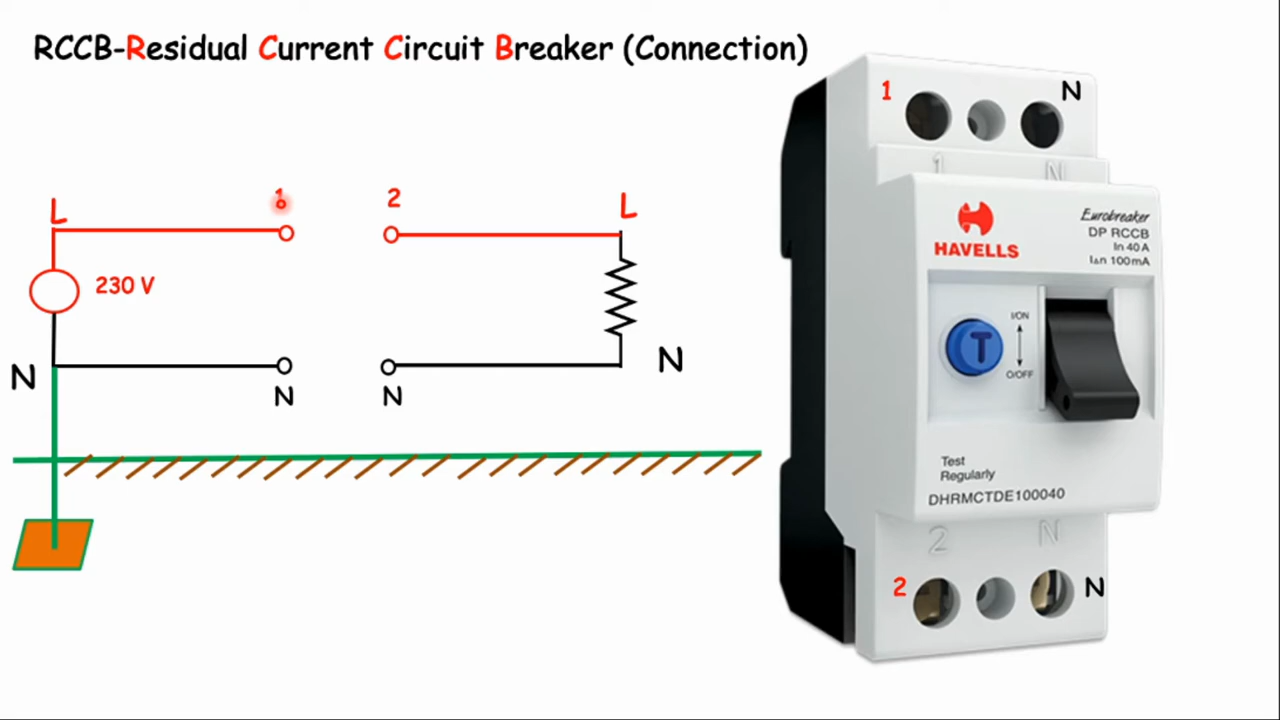 RCCB-Residual Current Circuit Breaker (Connection)
L
1
2
L
230 V
N
N
N
N
1
N
1
N
HAVELLS
Eurobreaker
DP RCCB
In 40 A
I∆n 100mA
T
I/ON
O/OFF
Test
Regularly
DHRMCTDE100040
2
N
2
N